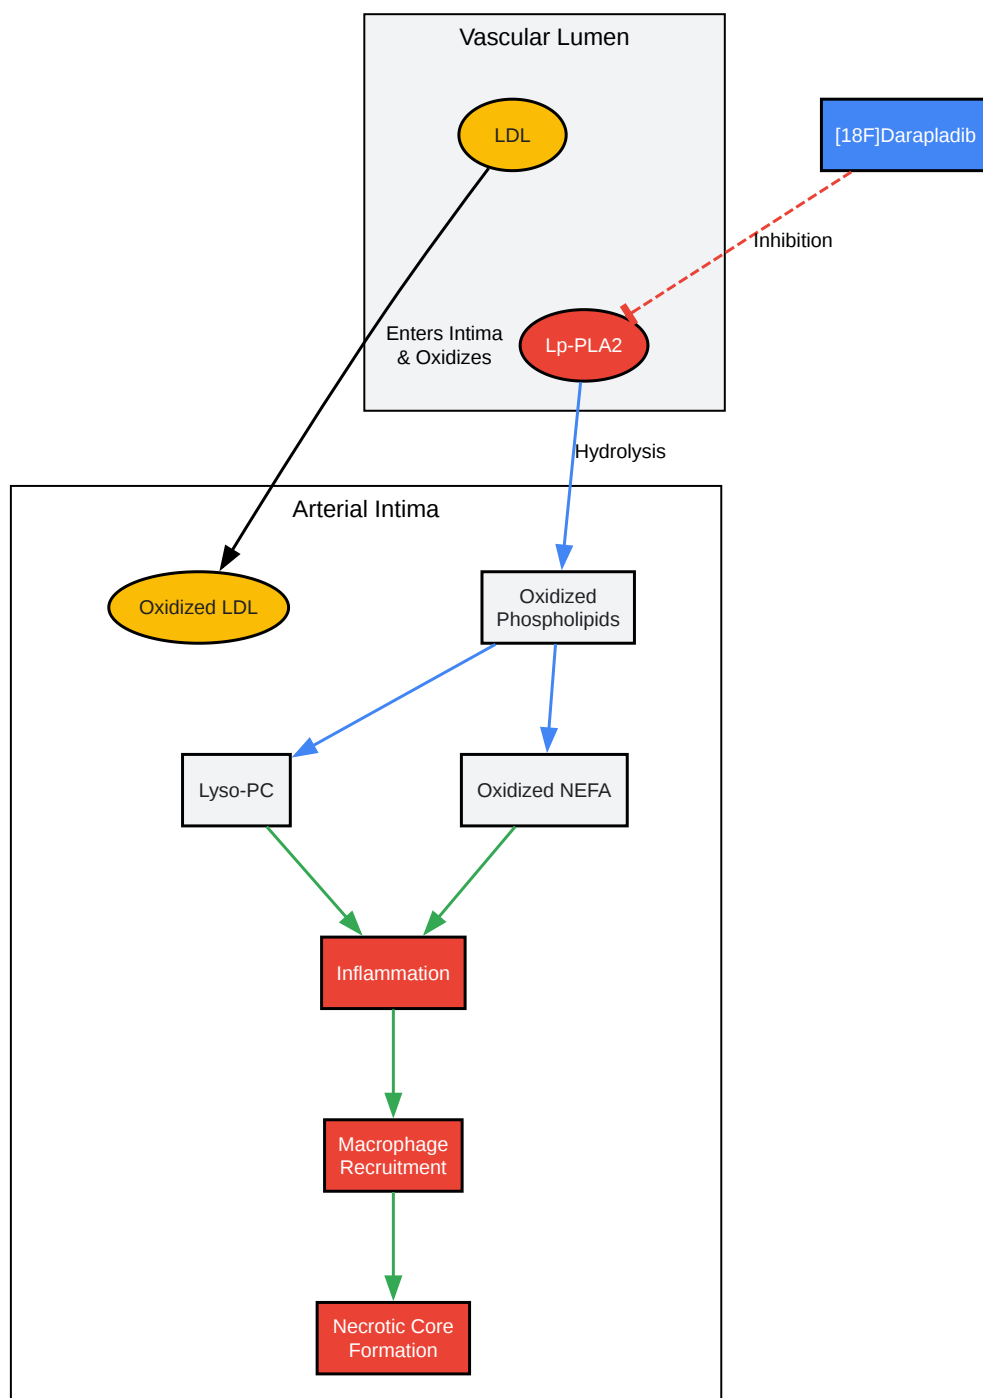 Vascular Lumen
LDL
[18F]Darapladib
Inhibition
Enters Intima
& Oxidizes
Lp-PLA2
Hydrolysis
Arterial Intima
Oxidized LDL
Oxidized
Phospholipids
Lyso-PC
Oxidized NEFA
Inflammation
Macrophage
Recruitment
Necrotic Core
Formation